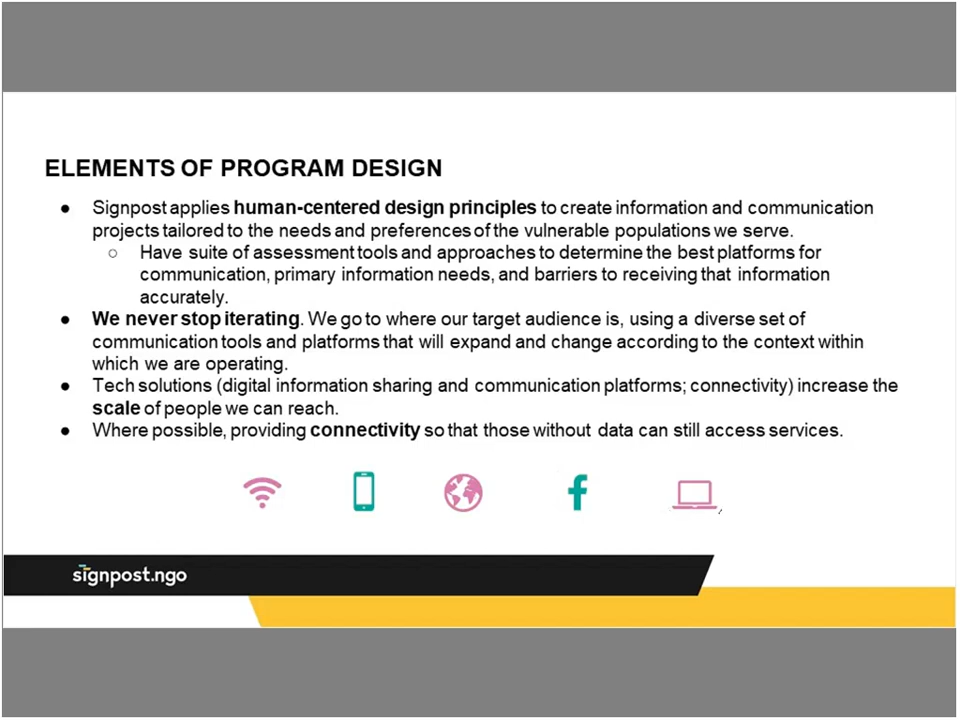 ELEMENTS OF PROGRAM DESIGN
● Signpost applies human-centered design principles to create information and communication
projects tailored to the needs and preferences of the vulnerable populations we serve.
○ Have suite of assessment tools and approaches to determine the best platforms for
communication, primary information needs, and barriers to receiving that information
accurately.
● We never stop iterating. We go to where our target audience is, using a diverse set of
communication tools and platforms that will expand and change according to the context within
which we are operating.
● Tech solutions (digital information sharing and communication platforms; connectivity) increase the
scale of people we can reach.
● Where possible, providing connectivity so that those without data can still access services.
signpost.ngo